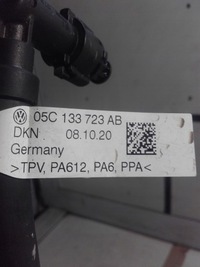 05C 133 723 AB
DKN 08.10.20
Germany
>TPV, PA612, PA6, PPA<